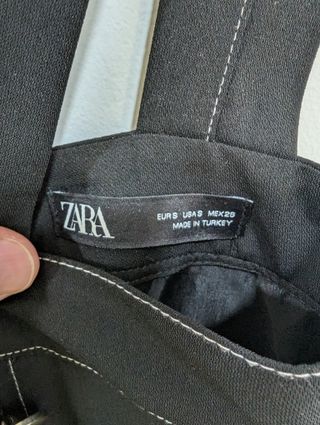 ZARA
EUR S USA S MEX 26
MADE IN TURKEY